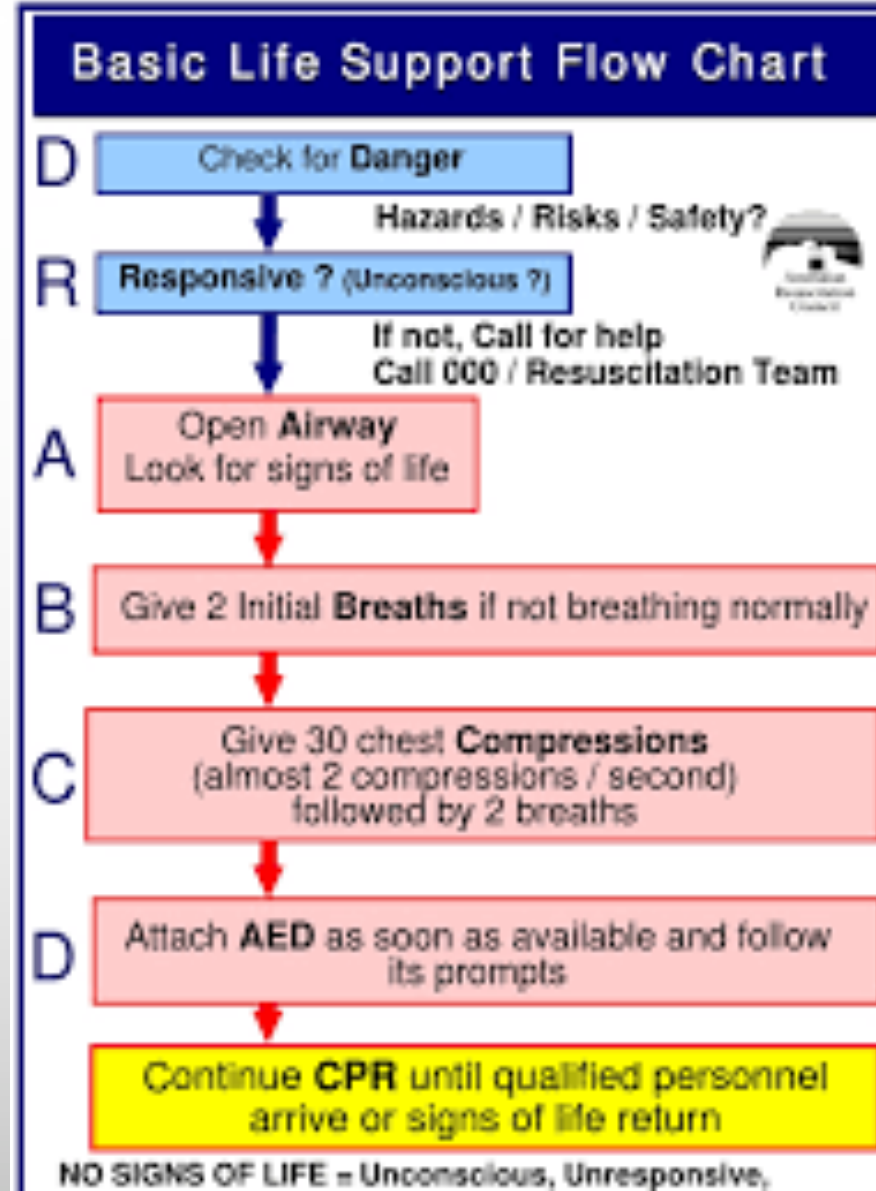 Basic Life Support Flow Chart
D
Check for Danger
Hazards / Risks / Safety?
R
Responsive ? (Unconscious ?)
If not, Call for help
Call 000 / Resuscitation Team
A
Open Airway
Look for signs of life
B
Give 2 Initial Breaths if not breathing normally
C
Give 30 chest Compressions
(almost 2 compressions / second)
followed by 2 breaths
D
Attach AED as soon as available and follow
its prompts
Continue CPR until qualified personnel
arrive or signs of life return
NO SIGNS OF LIFE = Unconscious, Unresponsive,